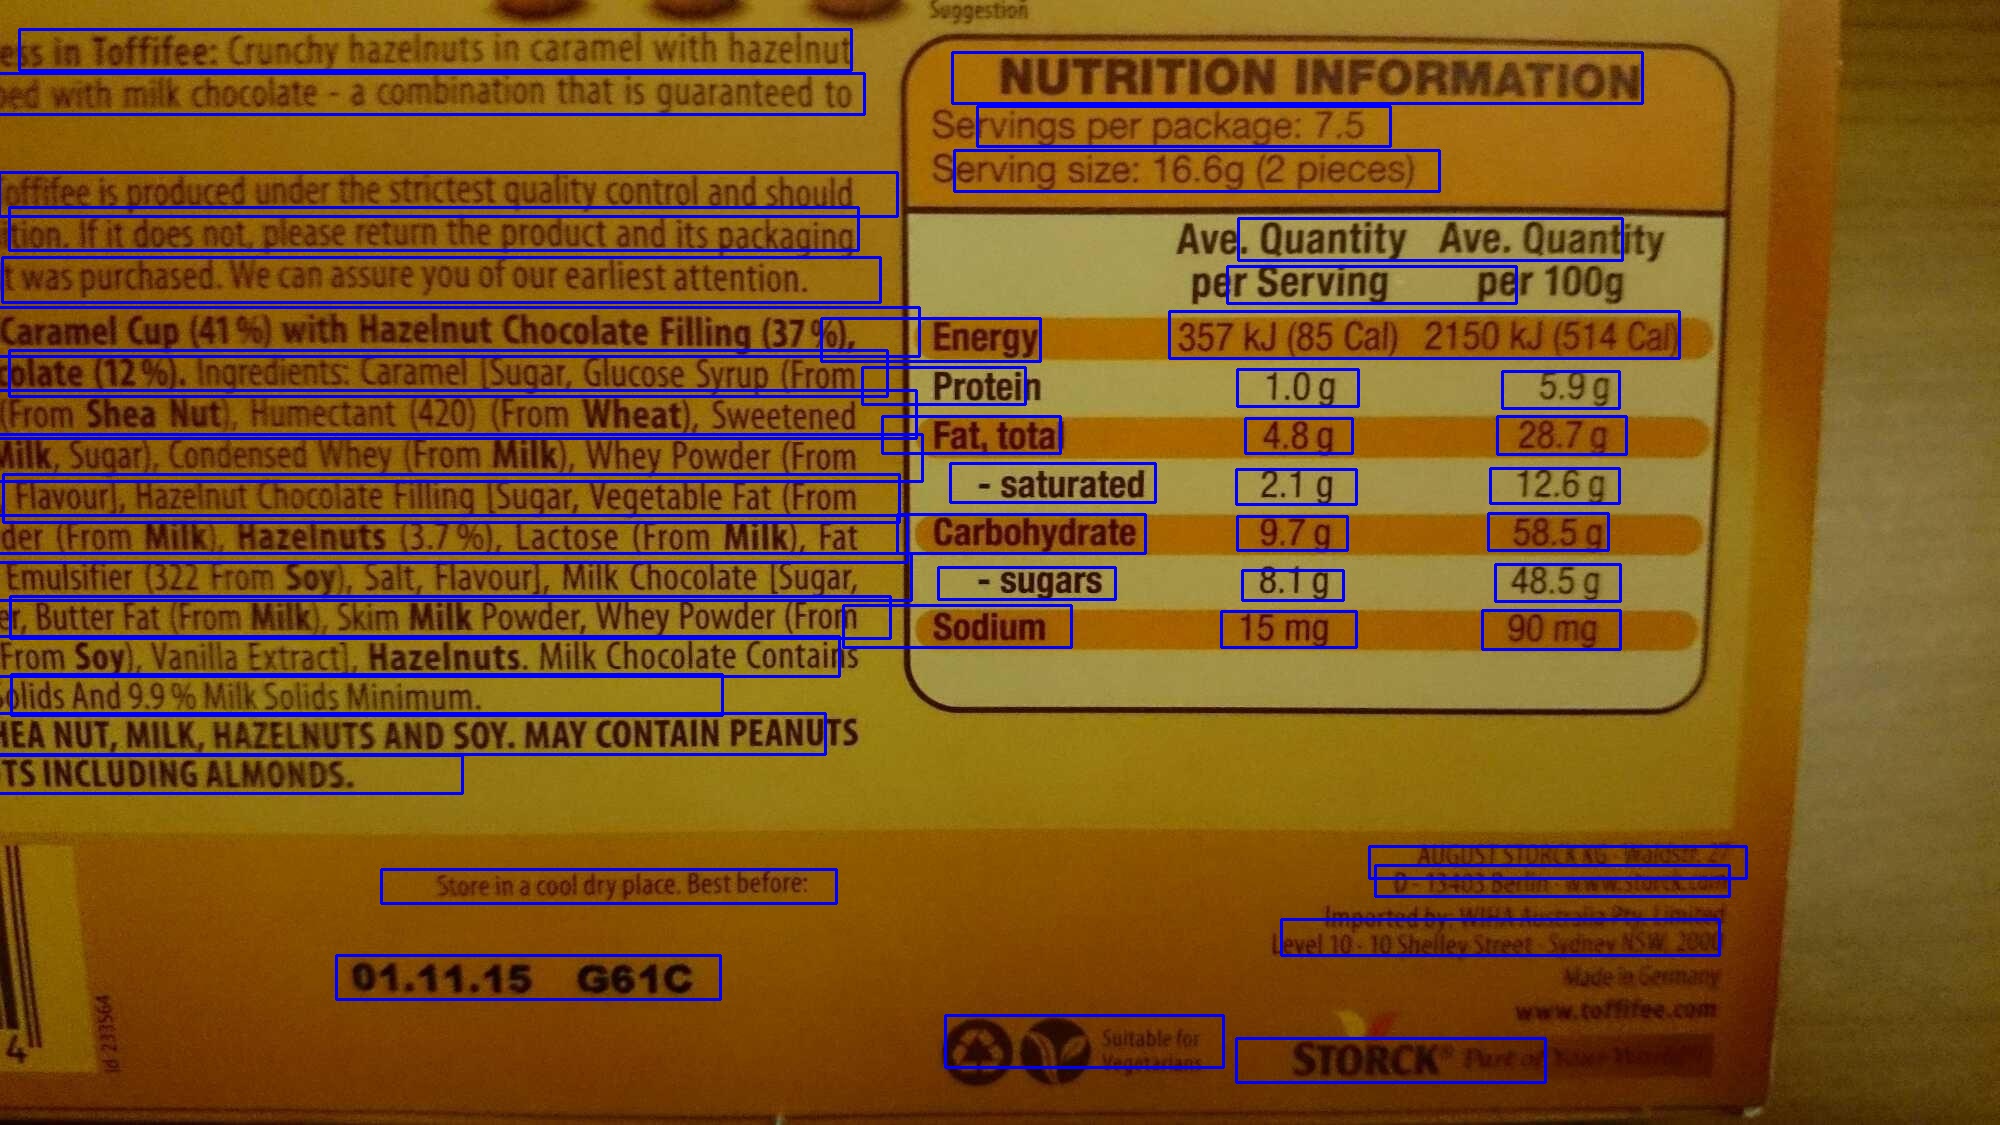 Suggestion
ess in Toffifee: Crunchy hazelnuts in caramel with hazelnut
ped with milk chocolate - a combination that is guaranteed to
offifee is produced under the strictest quality control and should
ition. If it does not, please return the product and its packaging
t was purchased. We can assure you of our earliest attention.
Caramel Cup (41%) with Hazelnut Chocolate Filling (37%),
colate (12%). Ingredients: Caramel [Sugar, Glucose Syrup (From
(From Shea Nut), Humectant (420) (From Wheat), Sweetened
Milk, Sugar), Condensed Whey (From Milk), Whey Powder (From
Flavour], Hazelnut Chocolate Filling [Sugar, Vegetable Fat (From
der (From Milk), Hazelnuts (3.7%), Lactose (From Milk), Fat
Emulsifier (322 From Soy), Salt, Flavour], Milk Chocolate [Sugar,
er, Butter Fat (From Milk), Skim Milk Powder, Whey Powder (From
From Soy), Vanilla Extract], Hazelnuts. Milk Chocolate Contains
Solids And 9.9% Milk Solids Minimum.
HEA NUT, MILK, HAZELNUTS AND SOY. MAY CONTAIN PEANUTS
TS INCLUDING ALMONDS.
NUTRITION INFORMATION
Servings per package: 7.5
Serving size: 16.6g (2 pieces)
Ave. Quantity Ave. Quantity
per Serving per 100g
Energy 357 kJ (85 Cal) 2150 kJ (514 Cal)
Protein 1.0 g 5.9 g
Fat, total 4.8 g 28.7 g
- saturated 2.1 g 12.6 g
Carbohydrate 9.7 g 58.5 g
- sugars 8.1 g 48.5 g
Sodium 15 mg 90 mg
Store in a cool dry place. Best before:
01.11.15 G61C
4
id 233564
AUGUST STORCK KG - Waldstr. 27
D - 13403 Berlin - www.storck.com
Imported by: WIHA Australia Pty. Limited
Level 10 - 10 Shelley Street - Sydney NSW. 2000
Made in Germany
www.toffifee.com
Suitable for
Vegetarians
STORCK® Part of Your World